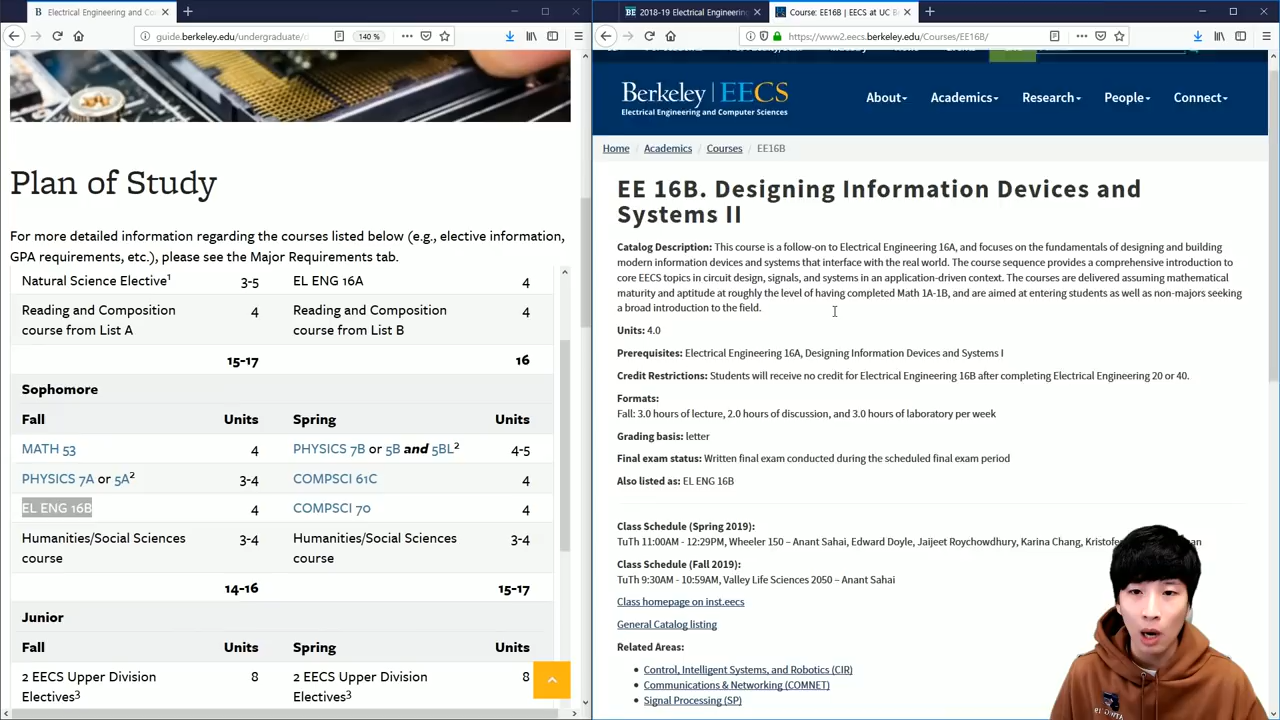 Electrical Engineering and Co
guide.berkeley.edu/undergraduate/d
140 %
Plan of Study
For more detailed information regarding the courses listed below (e.g., elective information,
GPA requirements, etc.), please see the Major Requirements tab.
Natural Science Elective¹ 3-5 EL ENG 16A 4
Reading and Composition course from List A 4 Reading and Composition course from List B 4
15-17 16
Sophomore
Fall Units Spring Units
MATH 53 4 PHYSICS 7B or 5B and 5BL² 4-5
PHYSICS 7A or 5A² 3-4 COMPSCI 61C 4
EL ENG 16B 4 COMPSCI 70 4
Humanities/Social Sciences course 3-4 Humanities/Social Sciences course 3-4
14-16 15-17
Junior
Fall Units Spring Units
2 EECS Upper Division Electives³ 8 2 EECS Upper Division Electives³ 8
2018-19 Electrical Engineering
Course: EE16B | EECS at UC B
https://www2.eecs.berkeley.edu/Courses/EE16B/
Berkeley | EECS
Electrical Engineering and Computer Sciences
About Academics Research People Connect
Home / Academics / Courses / EE16B
EE 16B. Designing Information Devices and
Systems II
Catalog Description: This course is a follow-on to Electrical Engineering 16A, and focuses on the fundamentals of designing and building
modern information devices and systems that interface with the real world. The course sequence provides a comprehensive introduction to
core EECS topics in circuit design, signals, and systems in an application-driven context. The courses are delivered assuming mathematical
maturity and aptitude at roughly the level of having completed Math 1A-1B, and are aimed at entering students as well as non-majors seeking
a broad introduction to the field.
Units: 4.0
Prerequisites: Electrical Engineering 16A, Designing Information Devices and Systems I
Credit Restrictions: Students will receive no credit for Electrical Engineering 16B after completing Electrical Engineering 20 or 40.
Formats:
Fall: 3.0 hours of lecture, 2.0 hours of discussion, and 3.0 hours of laboratory per week
Grading basis: letter
Final exam status: Written final exam conducted during the scheduled final exam period
Also listed as: EL ENG 16B
Class Schedule (Spring 2019):
TuTh 11:00AM - 12:29PM, Wheeler 150 – Anant Sahai, Edward Doyle, Jaijeet Roychowdhury, Karina Chang,
Class Schedule (Fall 2019):
TuTh 9:30AM - 10:59AM, Valley Life Sciences 2050 – Anant Sahai
Class homepage on inst.eecs
General Catalog listing
Related Areas:
• Control, Intelligent Systems, and Robotics (CIR)
• Communications & Networking (COMNET)
• Signal Processing (SP)